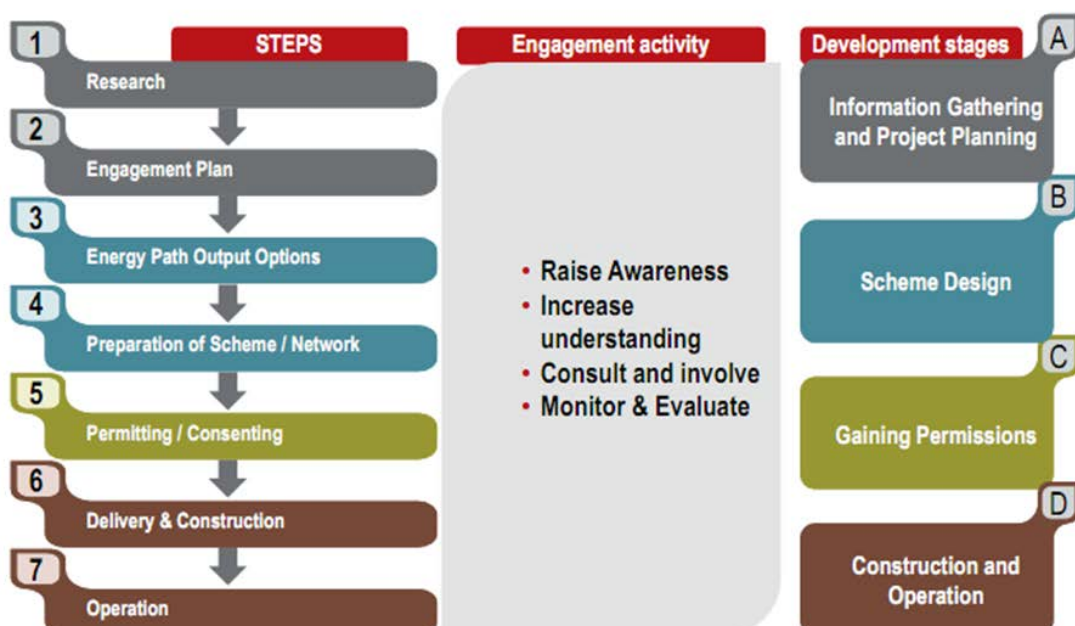 STEPS
1
Research
2
Engagement Plan
3
Energy Path Output Options
4
Preparation of Scheme / Network
5
Permitting / Consenting
6
Delivery & Construction
7
Operation
Engagement activity
• Raise Awareness
• Increase
understanding
• Consult and involve
• Monitor & Evaluate
Development stages
A
Information Gathering
and Project Planning
B
Scheme Design
C
Gaining Permissions
D
Construction and
Operation